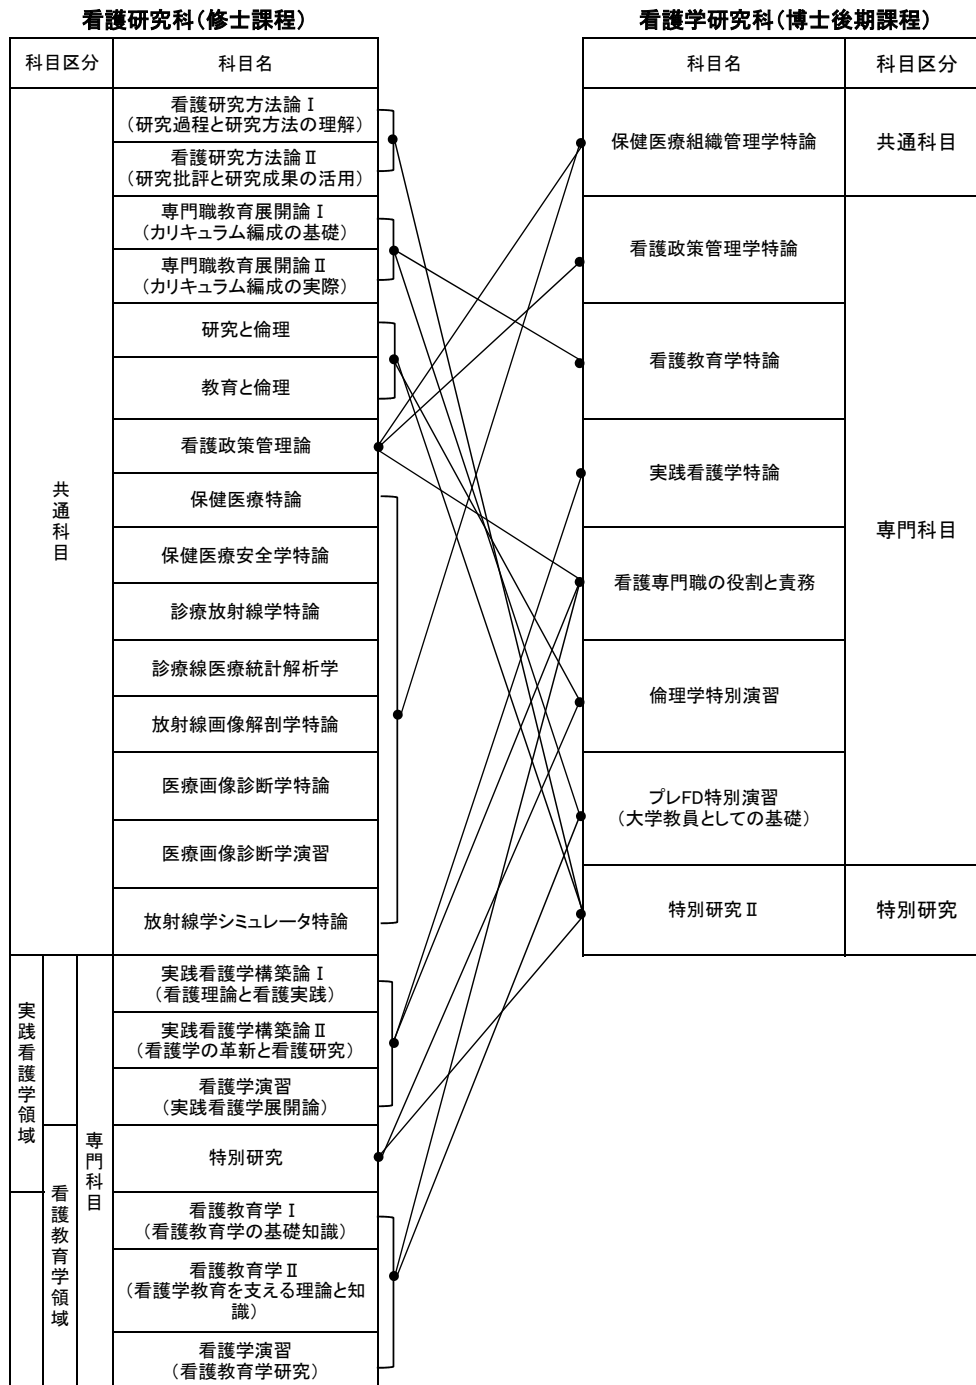 看護研究科（修士課程）
科目区分
科目名
共通科目
看護研究方法論Ⅰ
（研究過程と研究方法の理解）
看護研究方法論Ⅱ
（研究批評と研究成果の活用）
専門職教育展開論Ⅰ
（カリキュラム編成の基礎）
専門職教育展開論Ⅱ
（カリキュラム編成の実際）
研究と倫理
教育と倫理
看護政策管理論
保健医療特論
保健医療安全学特論
診療放射線学特論
診療線医療統計解析学
放射線画像解剖学特論
医療画像診断学特論
医療画像診断学演習
放射線学シミュレータ特論
実践看護学領域
看護教育学領域
専門科目
実践看護学構築論Ⅰ
（看護理論と看護実践）
実践看護学構築論Ⅱ
（看護学の革新と看護研究）
看護学演習
（実践看護学展開論）
特別研究
看護教育学Ⅰ
（看護教育学の基礎知識）
看護教育学Ⅱ
（看護学教育を支える理論と知
識）
看護学演習
（看護教育学研究）
看護学研究科（博士後期課程）
科目名
科目区分
保健医療組織管理学特論
共通科目
看護政策管理学特論
看護教育学特論
実践看護学特論
看護専門職の役割と責務
倫理学特別演習
プレFD特別演習
（大学教員としての基礎）
専門科目
特別研究Ⅱ
特別研究